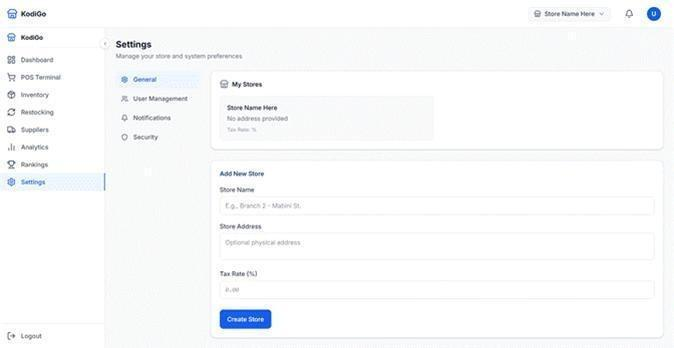 KodiGo
Store Name Here
U
KodiGo
Dashboard
POS Terminal
Inventory
Restocking
Suppliers
Analytics
Rankings
Settings
Logout
Settings
Manage your store and system preferences
General
User Management
Notifications
Security
My Stores
Store Name Here
No address provided
Tax Rate: %
Add New Store
Store Name
E.g., Branch 2 - Mabini St.
Store Address
Optional physical address
Tax Rate (%)
0.00
Create Store